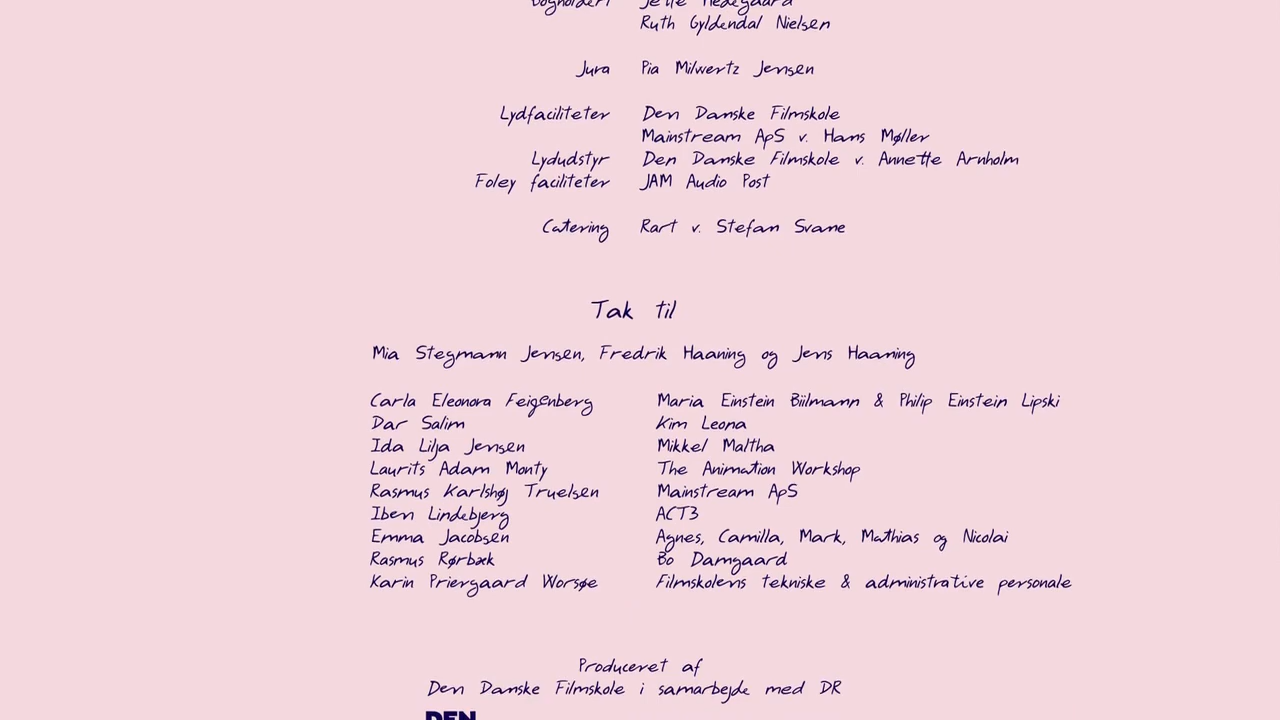 Bogholderi Jette Hedegaard
Ruth Gyldendal Nielsen
Jura Pia Milwertz Jensen
Lydfaciliteter Den Danske Filmskole
Mainstream ApS v. Hans Møller
Lydudstyr Den Danske Filmskole v. Annette Arnholm
Foley faciliteter JAM Audio Post
Catering Rart v. Stefan Svane
Tak til
Mia Stegmann Jensen, Fredrik Haaning og Jens Haaning
Carla Eleonora Feigenberg Maria Einstein Biilmann & Philip Einstein Lipski
Dar Salim Kim Leona
Ida Lilja Jensen Mikkel Maltha
Laurits Adam Monty The Animation Workshop
Rasmus Karlshøj Truelsen Mainstream ApS
Iben Lindebjerg ACT3
Emma Jacobsen Agnes, Camilla, Mark, Mathias og Nicolai
Rasmus Rørbæk Bo Damgaard
Karin Priergaard Worsøe Filmskolens tekniske & administrative personale
Produceret af
Den Danske Filmskole i samarbejde med DR
DEN